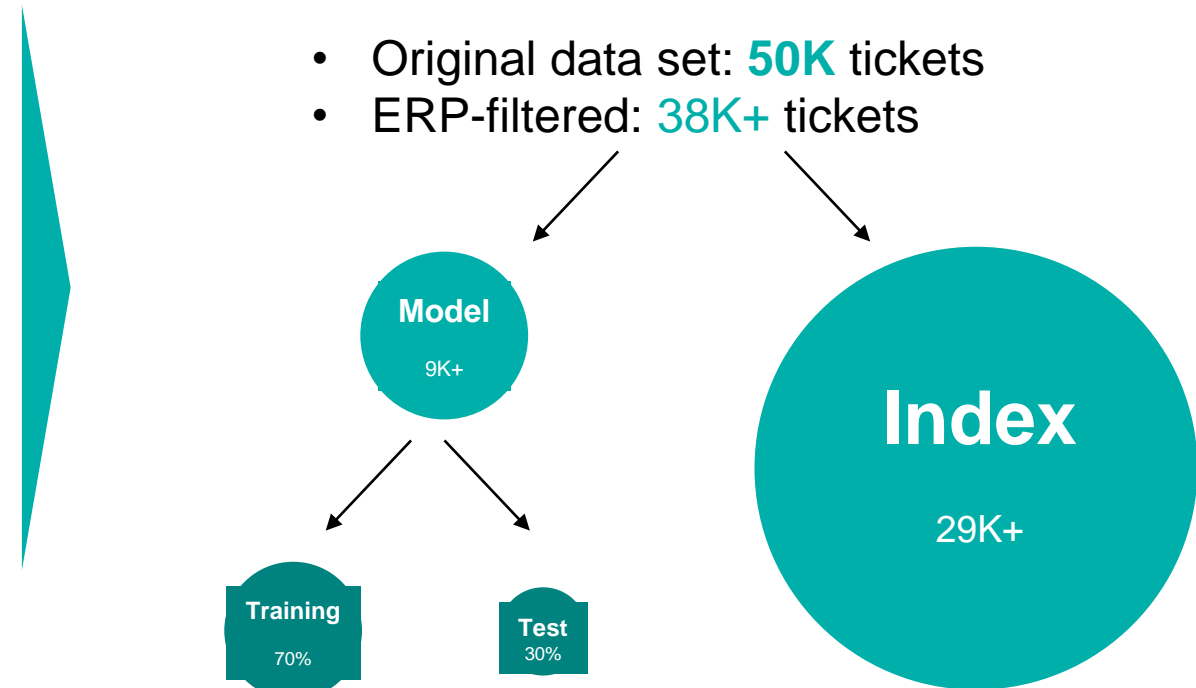 • Original data set: 50K tickets
• ERP-filtered: 38K+ tickets
Model
9K+
Index
29K+
Training
70%
Test
30%